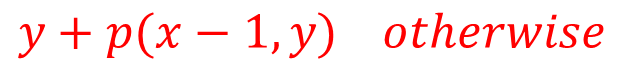 y + p(x − 1, y) otherwise